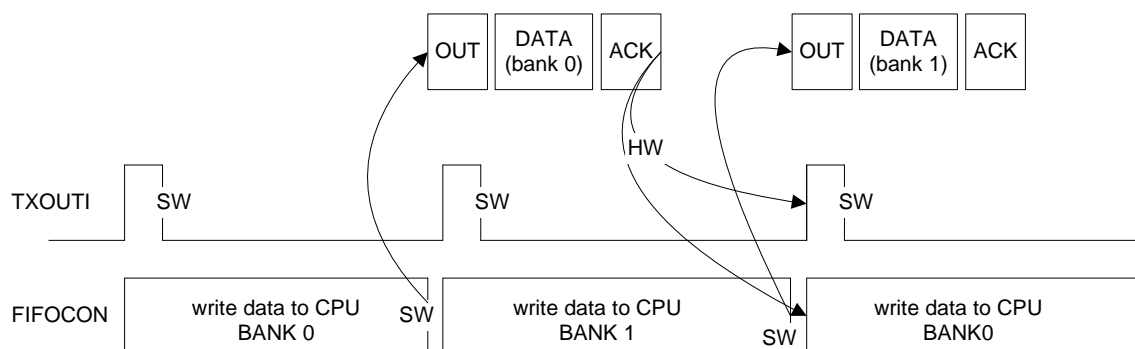 OUT DATA (bank 0) ACK OUT DATA (bank 1) ACK
HW
TXOUTI SW SW SW
FIFOCON write data to CPU BANK 0 SW write data to CPU BANK 1 SW write data to CPU BANK0